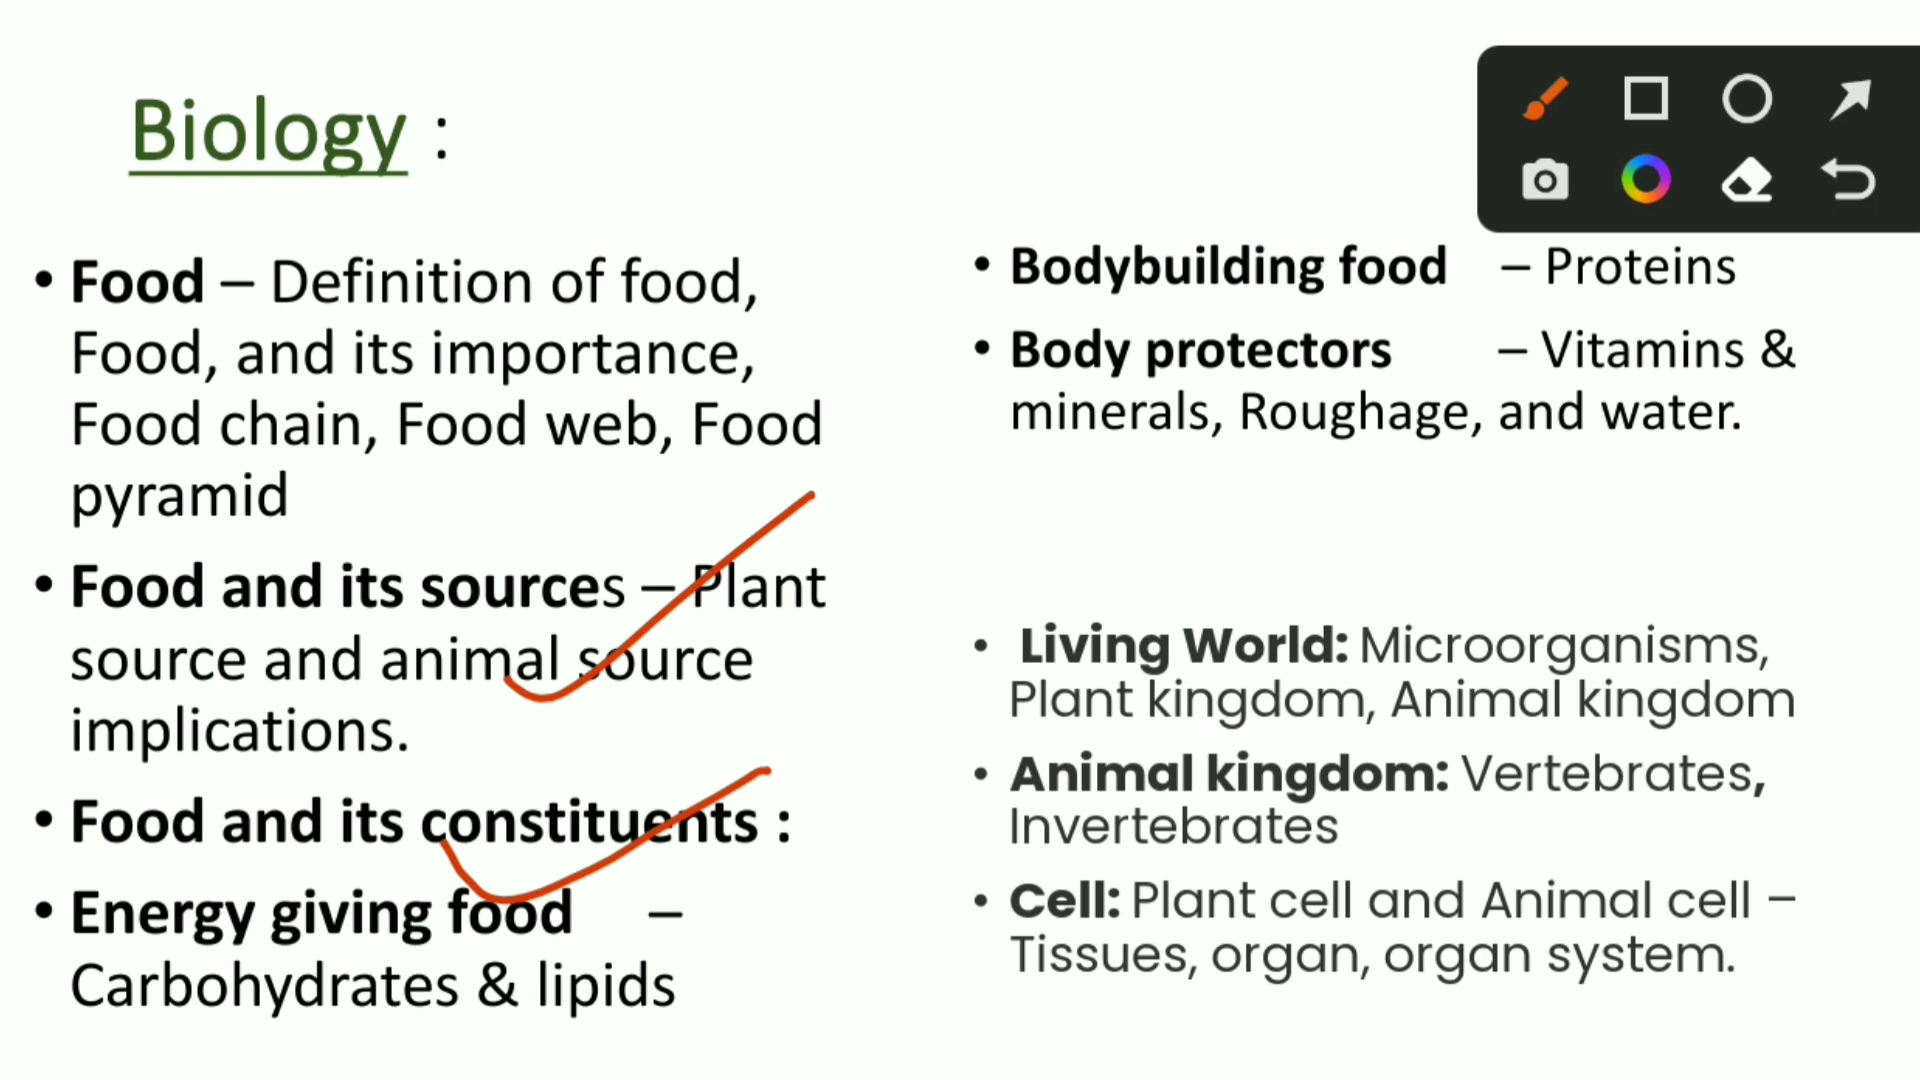 Biology :
• Food – Definition of food,
Food, and its importance,
Food chain, Food web, Food
pyramid
• Food and its sources – Plant
source and animal source
implications.
• Food and its constituents :
• Energy giving food –
Carbohydrates & lipids
• Bodybuilding food – Proteins
• Body protectors – Vitamins &
minerals, Roughage, and water.
• Living World: Microorganisms,
Plant kingdom, Animal kingdom
• Animal kingdom: Vertebrates,
Invertebrates
• Cell: Plant cell and Animal cell –
Tissues, organ, organ system.